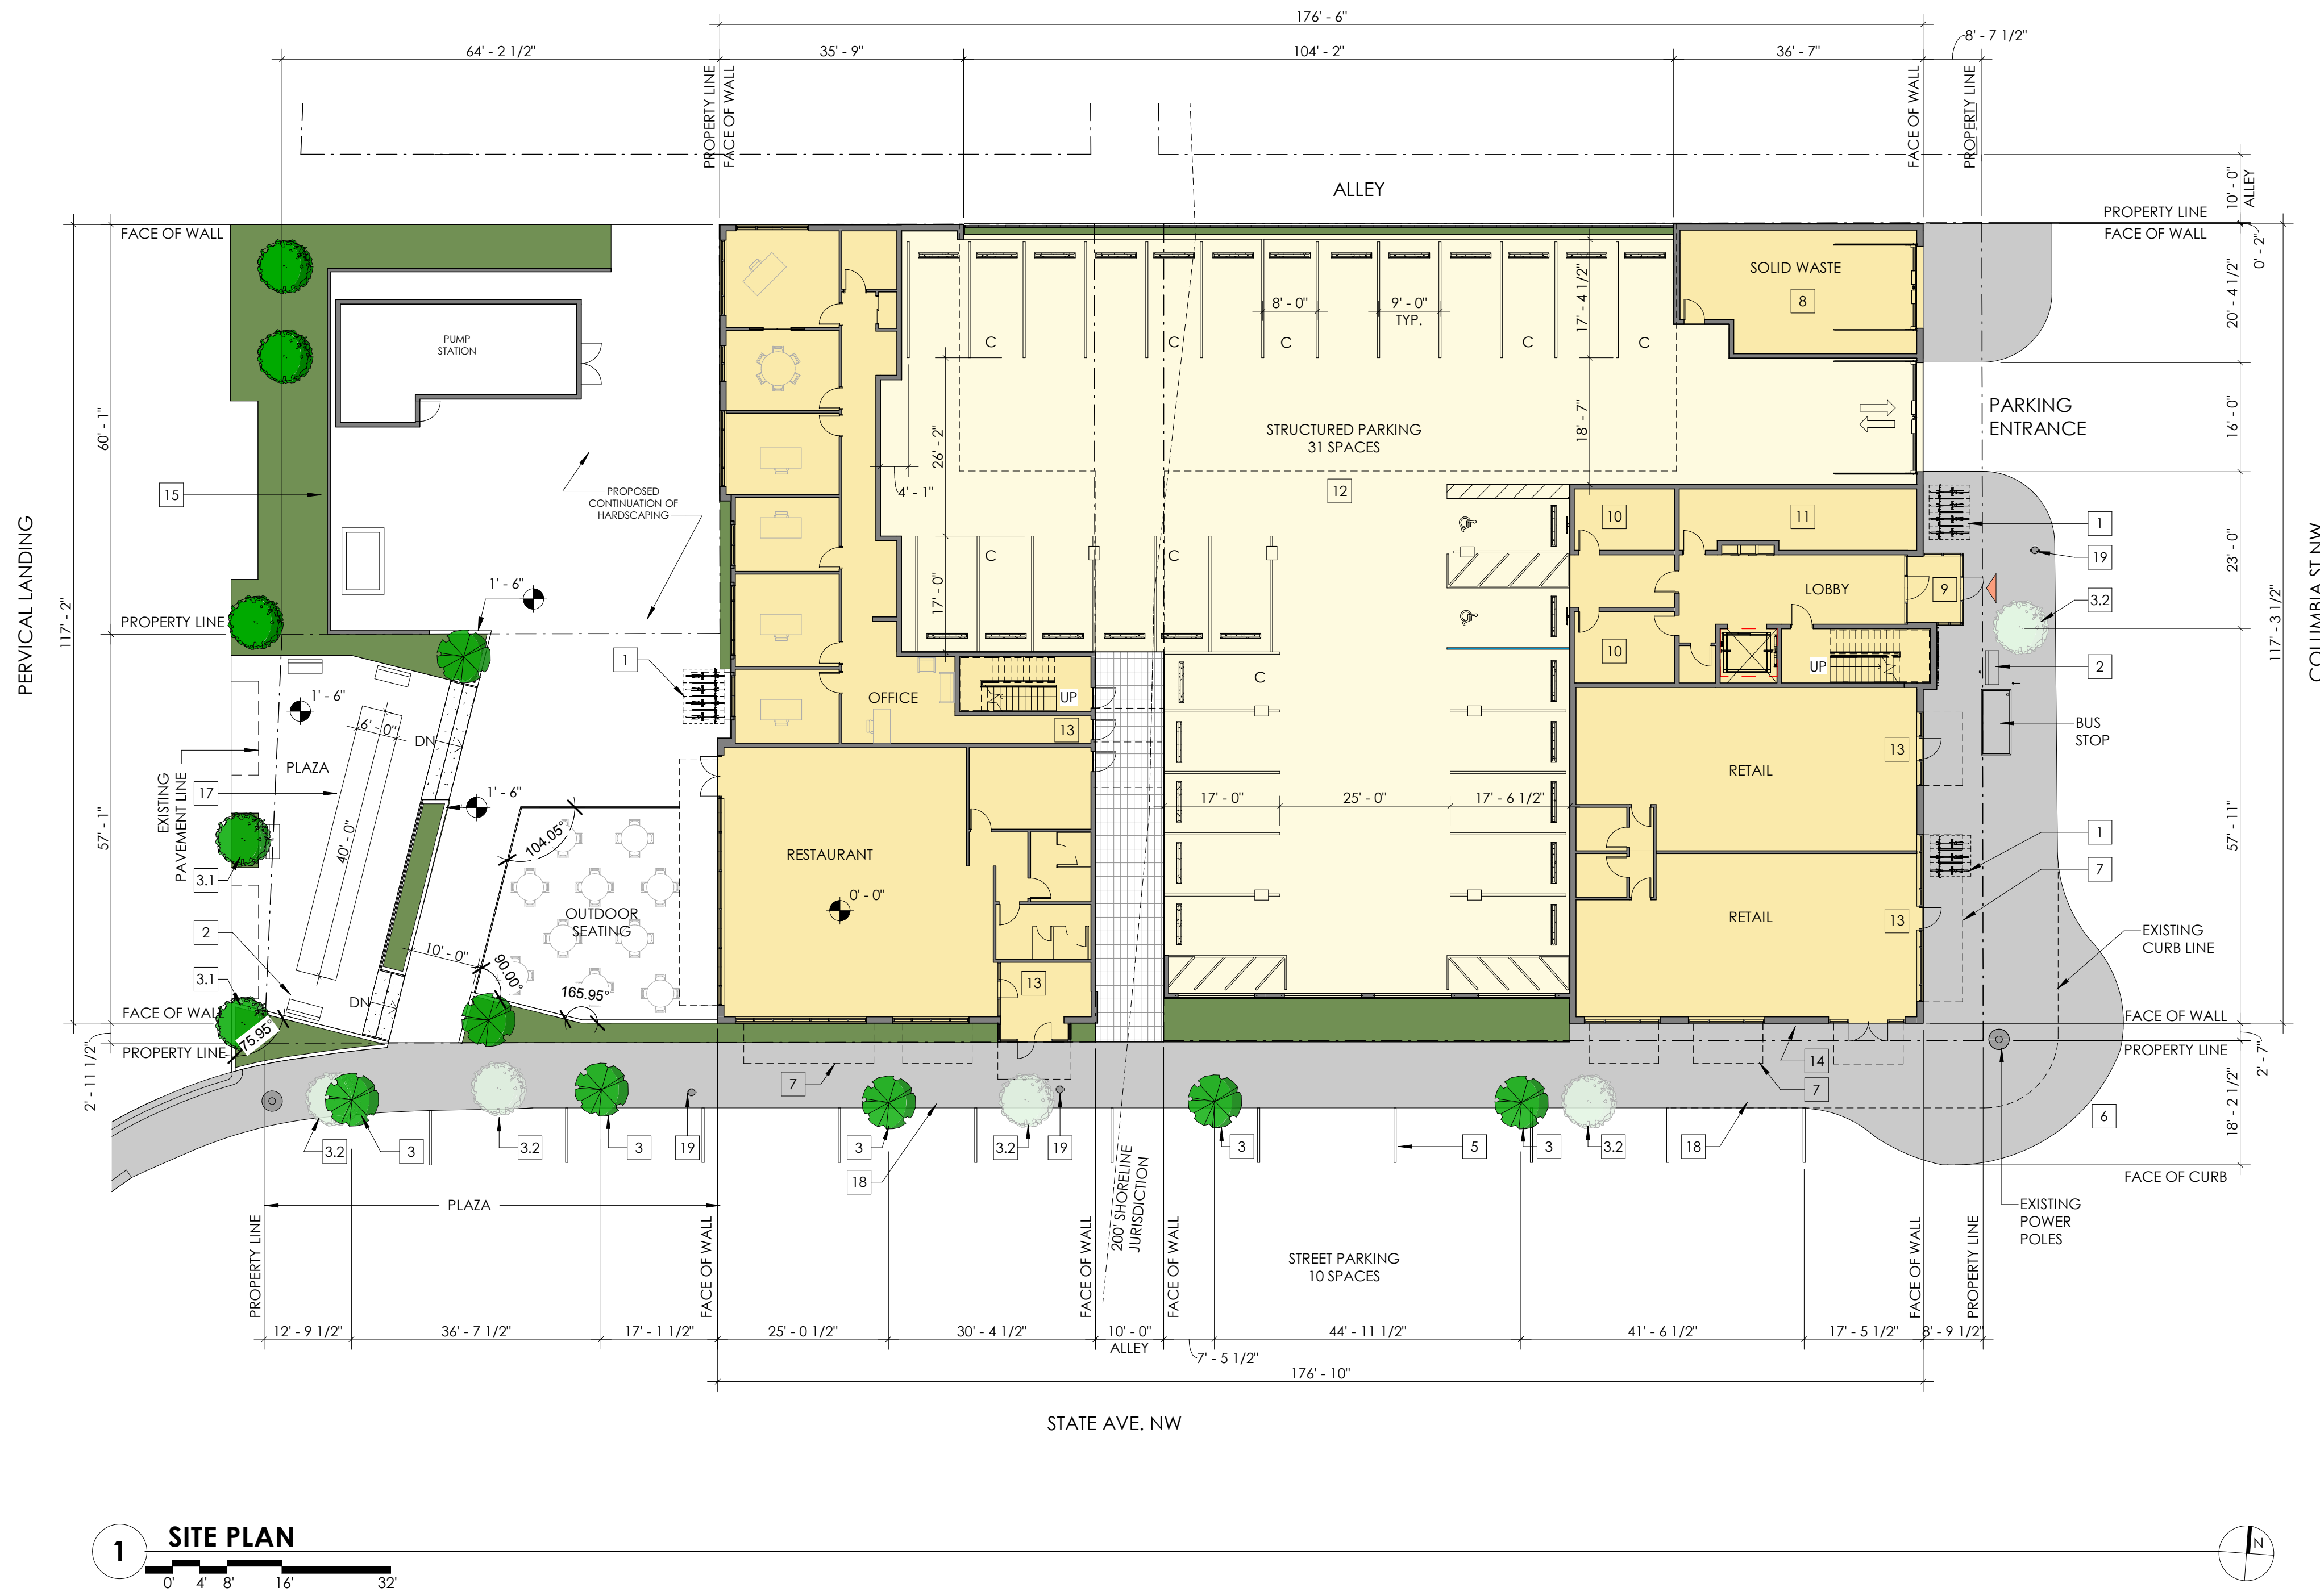 176' - 6"
64' - 2 1/2"
35' - 9"
104' - 2"
36' - 7"
8' - 7 1/2"
PROPERTY LINE
FACE OF WALL
FACE OF WALL
PROPERTY LINE
ALLEY
10' - 0"
ALLEY
PROPERTY LINE
FACE OF WALL
0' - 2"
FACE OF WALL
SOLID WASTE
8
20' - 4 1/2"
17' - 4 1/2"
8' - 0"
9' - 0"
TYP.
PUMP
STATION
C
C
C
C
C
PARKING
ENTRANCE
16' - 0"
60' - 1"
26' - 2"
STRUCTURED PARKING
31 SPACES
18' - 7"
15
4' - 1"
12
PROPOSED
CONTINUATION OF
HARDSCAPING
10
11
1
19
C
C
23' - 0"
PERVICAL LANDING
117' - 2"
1' - 6"
17' - 0"
LOBBY
9
3.2
117' - 3 1/2"
COLUMBIA ST NW
PROPERTY LINE
1
10
UP
2
C
1' - 6"
OFFICE
UP
6' - 0"
DN
13
BUS
STOP
RETAIL
13
PLAZA
EXISTING
PAVEMENT LINE
17
1' - 6"
17' - 0"
25' - 0"
17' - 6 1/2"
57' - 1"
40' - 0"
104.05°
RESTAURANT
1
57' - 11"
3.1
7
0' - 0"
OUTDOOR
SEATING
RETAIL
13
2
10' - 0"
EXISTING
CURB LINE
3.1
90.00°
165.95°
13
DN
FACE OF WALL
75.95°
FACE OF WALL
PROPERTY LINE
PROPERTY LINE
2' - 11 1/2"
2' - 7"
14
7
7
18' - 2 1/2"
6
3.2
3
3.2
3
19
3
3.2
19
3
5
3
3.2
18
18
FACE OF CURB
200' SHORELINE
JURISDICTION
PLAZA
EXISTING
POWER
POLES
PROPERTY LINE
FACE OF WALL
FACE OF WALL
FACE OF WALL
FACE OF WALL
PROPERTY LINE
STREET PARKING
10 SPACES
12' - 9 1/2"
36' - 7 1/2"
17' - 1 1/2"
25' - 0 1/2"
30' - 4 1/2"
10' - 0"
ALLEY
7' - 5 1/2"
44' - 11 1/2"
41' - 6 1/2"
17' - 5 1/2"
8' - 9 1/2"
176' - 10"
STATE AVE. NW
1
SITE PLAN
0'
4'
8'
16'
32'
N